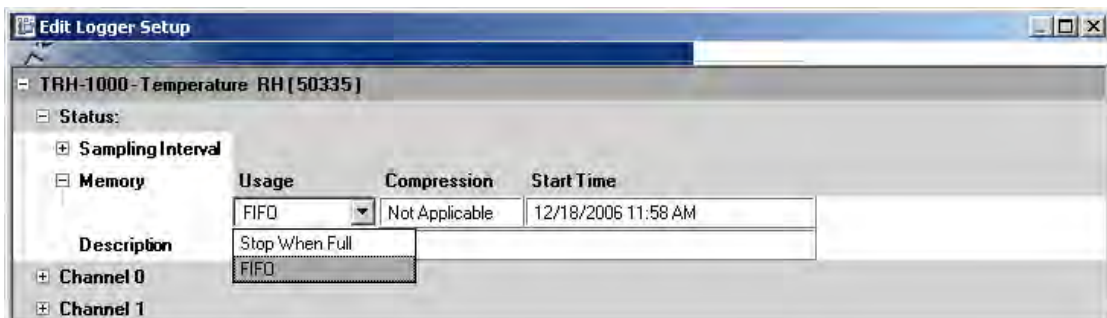 Edit Logger Setup
TRH-1000-Temperature RH [50335]
Status:
Sampling Interval
Memory Usage Compression Start Time
FIFO Not Applicable 12/18/2006 11:58 AM
Description Stop When Full
FIFO
Channel 0
Channel 1